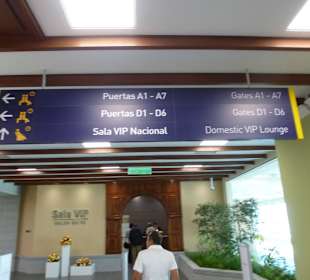 Puertas A1 - A7 Gates A1 - A7
Puertas D1 - D6 Gates D1 - D6
Sala VIP Nacional Domestic VIP Lounge
Sala VIP